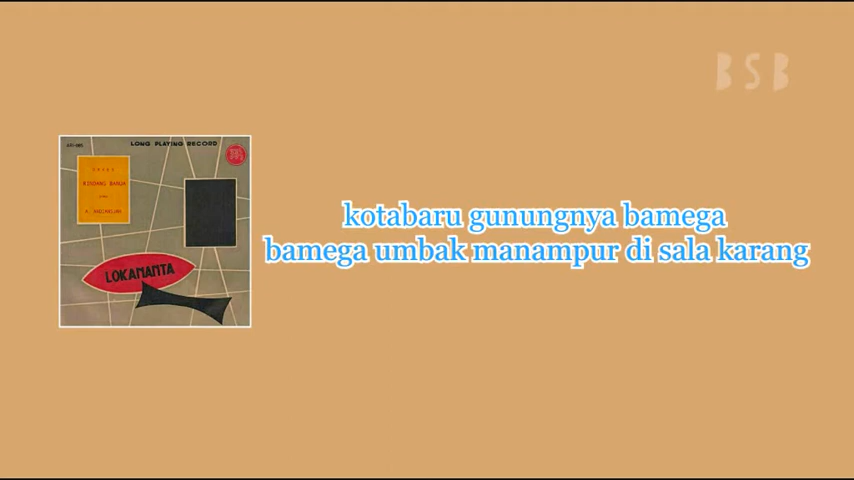 BSB
LONG PLAYING RECORD
LOKANANTA
kotabaru gunungnya bamega
bamega umbak manampur di sala karang